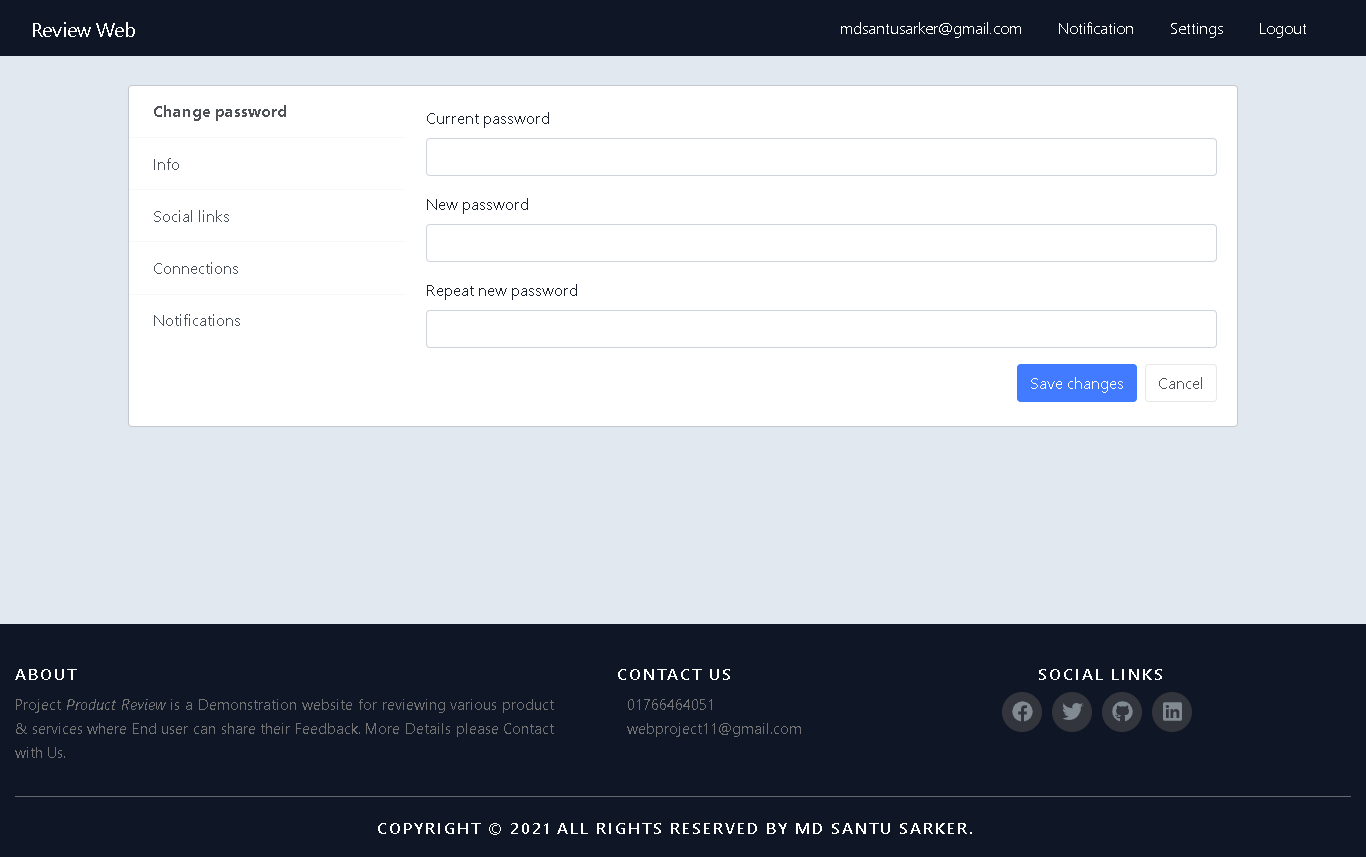 Review Web
mdsantusarker@gmail.com
Notification
Settings
Logout
Change password
Info
Social links
Connections
Notifications
Current password
New password
Repeat new password
Save changes
Cancel
ABOUT
Project Product Review is a Demonstration website for reviewing various product
& services where End user can share their Feedback. More Details please Contact
with Us.
CONTACT US
01766464051
webproject11@gmail.com
SOCIAL LINKS
COPYRIGHT © 2021 ALL RIGHTS RESERVED BY MD SANTU SARKER.